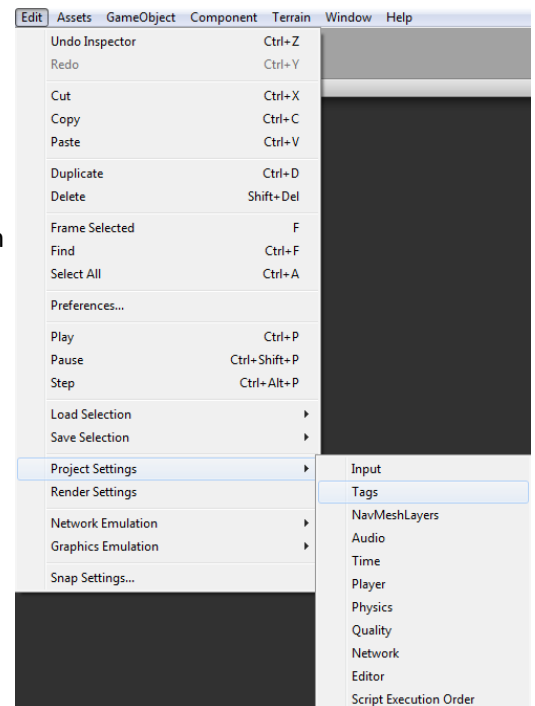 Edit Assets GameObject Component Terrain Window Help
Undo Inspector Ctrl+Z
Redo Ctrl+Y
Cut Ctrl+X
Copy Ctrl+C
Paste Ctrl+V
Duplicate Ctrl+D
Delete Shift+Del
Frame Selected F
Find Ctrl+F
Select All Ctrl+A
Preferences...
Play Ctrl+P
Pause Ctrl+Shift+P
Step Ctrl+Alt+P
Load Selection
Save Selection
Project Settings Input
Render Settings Tags
NavMeshLayers
Network Emulation
Audio
Graphics Emulation
Time
Snap Settings... Player
Physics
Quality
Network
Editor
Script Execution Order